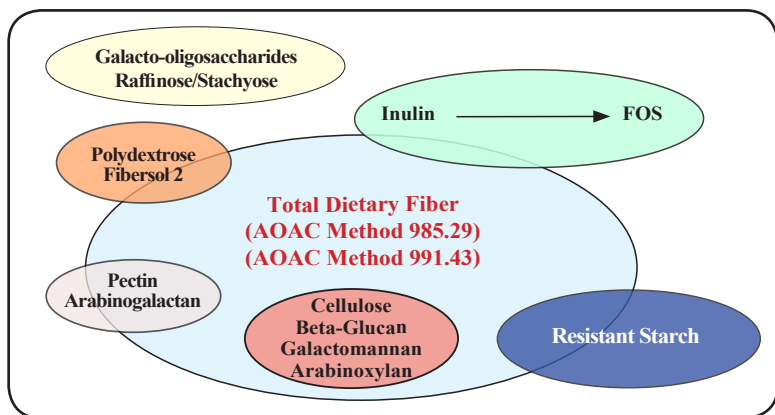 Galacto-oligosaccharides
Raffinose/Stachyose
Inulin
FOS
Polydextrose
Fibersol 2
Total Dietary Fiber
(AOAC Method 985.29)
(AOAC Method 991.43)
Pectin
Arabinogalactan
Cellulose
Beta-Glucan
Galactomannan
Arabinoxylan
Resistant Starch